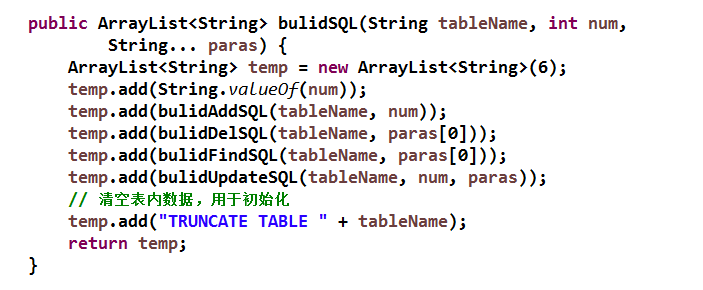 public ArrayList<String> bulidSQL(String tableName, int num,
String... paras) {
ArrayList<String> temp = new ArrayList<String>(6);
temp.add(String.valueOf(num));
temp.add(bulidAddSQL(tableName, num));
temp.add(bulidDelSQL(tableName, paras[0]));
temp.add(bulidFindSQL(tableName, paras[0]));
temp.add(bulidUpdateSQL(tableName, num, paras));
// 清空表内数据，用于初始化
temp.add("TRUNCATE TABLE " + tableName);
return temp;
}